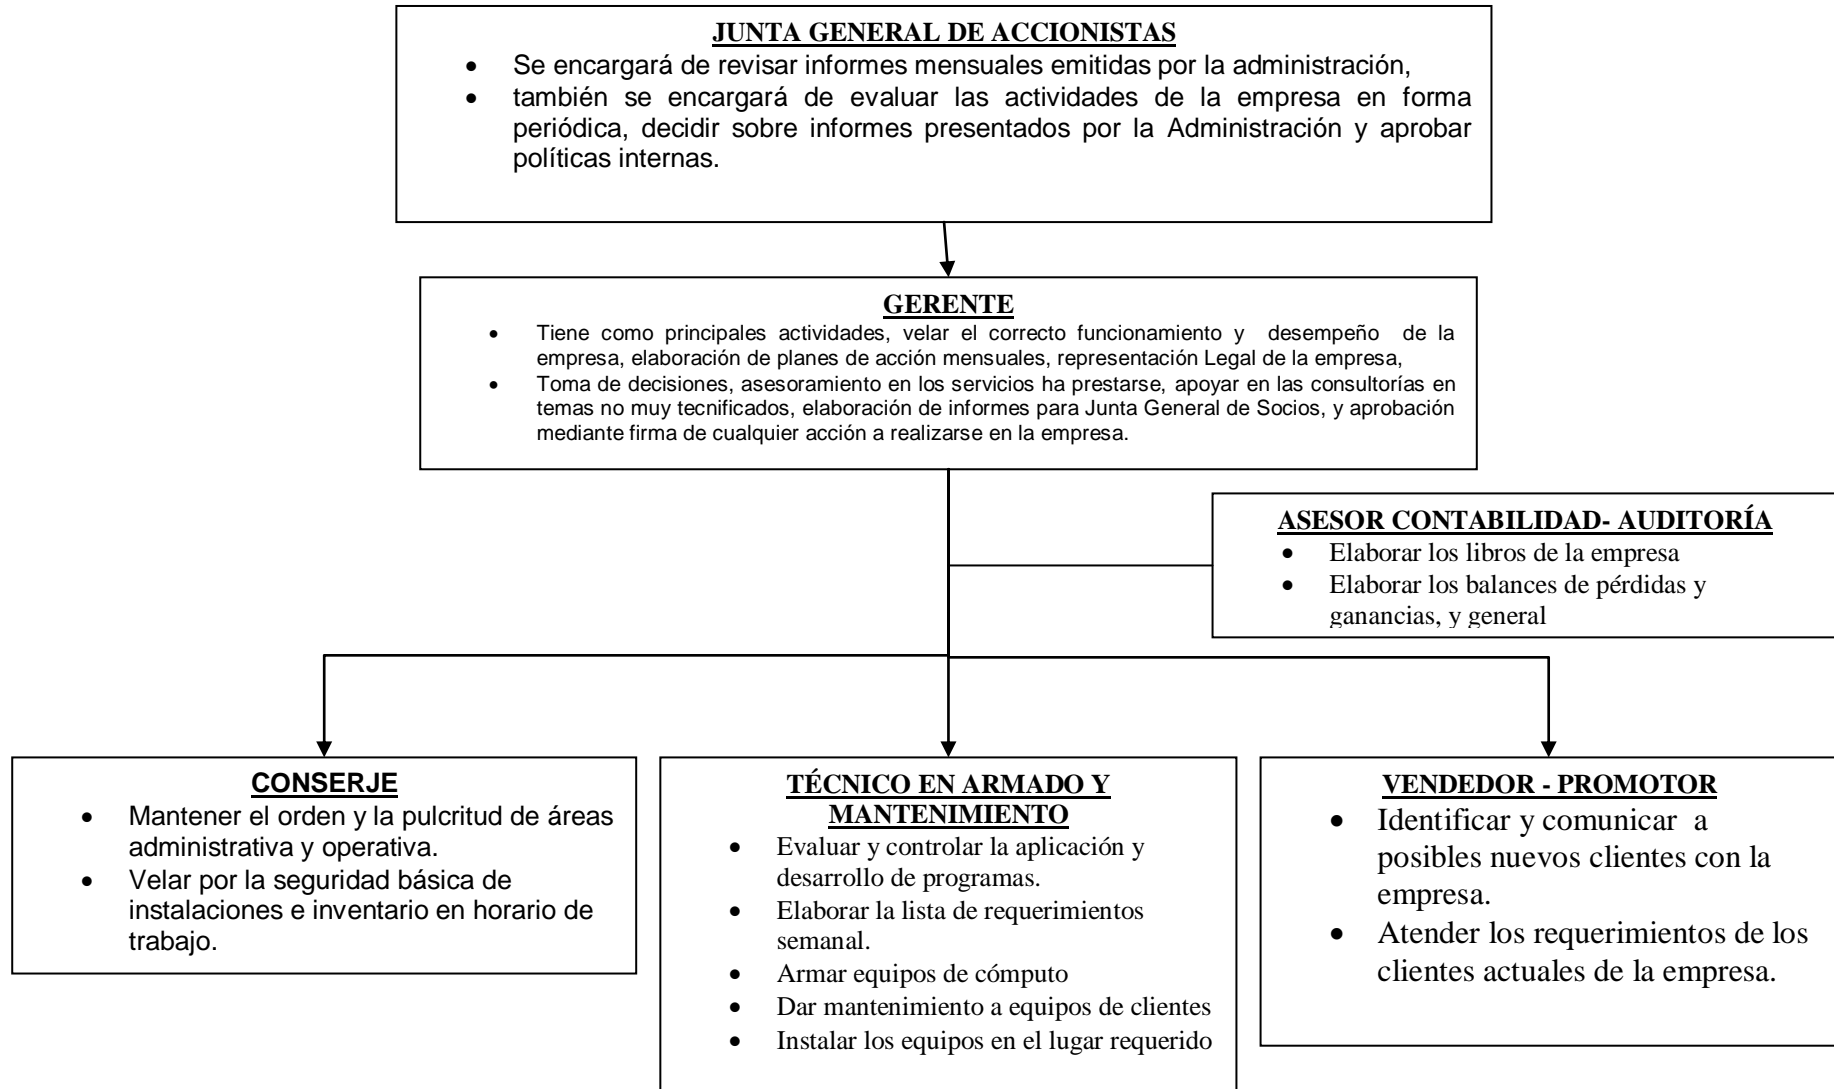 JUNTA GENERAL DE ACCIONISTAS
• Se encargará de revisar informes mensuales emitidas por la administración,
• también se encargará de evaluar las actividades de la empresa en forma
periódica, decidir sobre informes presentados por la Administración y aprobar
políticas internas.
GERENTE
• Tiene como principales actividades, velar el correcto funcionamiento y desempeño de la
empresa, elaboración de planes de acción mensuales, representación Legal de la empresa,
• Toma de decisiones, asesoramiento en los servicios ha prestarse, apoyar en las consultorías en
temas no muy tecnificados, elaboración de informes para Junta General de Socios, y aprobación
mediante firma de cualquier acción a realizarse en la empresa.
ASESOR CONTABILIDAD- AUDITORÍA
• Elaborar los libros de la empresa
• Elaborar los balances de pérdidas y
ganancias, y general
CONSERJE
• Mantener el orden y la pulcritud de áreas
administrativa y operativa.
• Velar por la seguridad básica de
instalaciones e inventario en horario de
trabajo.
TÉCNICO EN ARMADO Y
MANTENIMIENTO
• Evaluar y controlar la aplicación y
desarrollo de programas.
• Elaborar la lista de requerimientos
semanal.
• Armar equipos de cómputo
• Dar mantenimiento a equipos de clientes
• Instalar los equipos en el lugar requerido
VENDEDOR - PROMOTOR
• Identificar y comunicar a
posibles nuevos clientes con la
empresa.
• Atender los requerimientos de los
clientes actuales de la empresa.